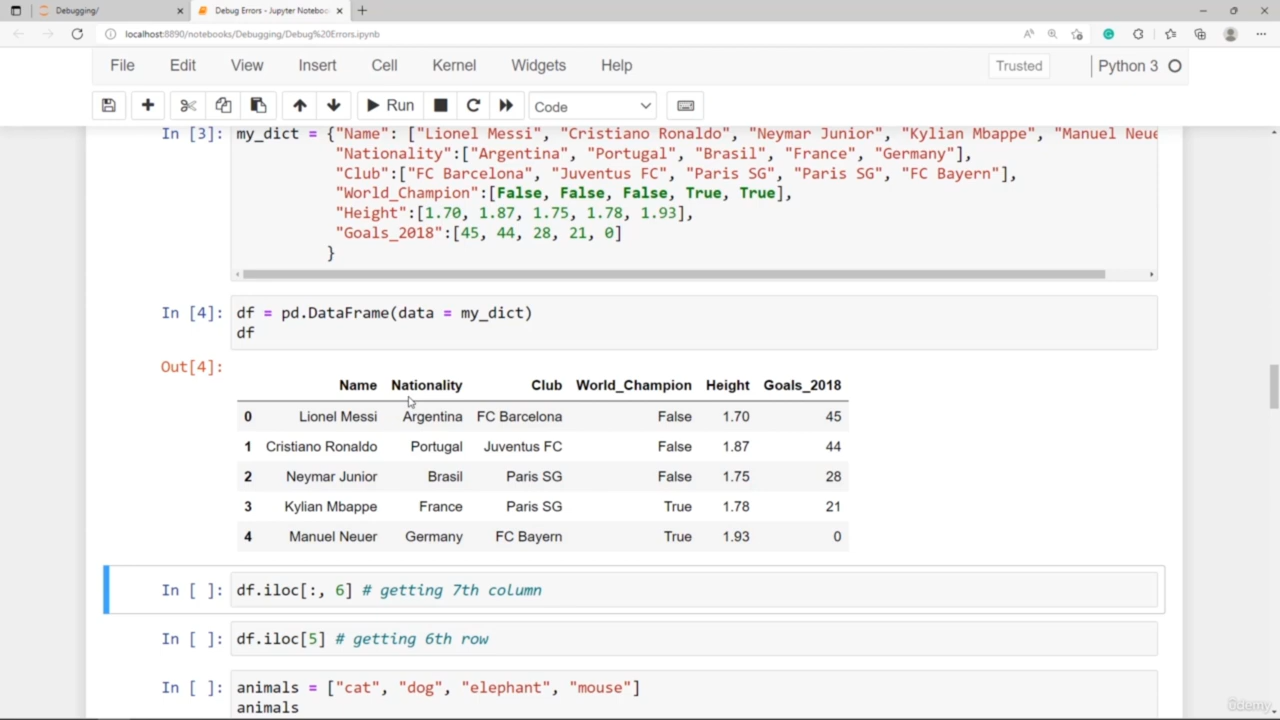 Debugging/
Debug Errors - Jupyter Notebook
localhost:8890/notebooks/Debugging/Debug%20Errors.ipynb
File Edit View Insert Cell Kernel Widgets Help Trusted Python 3
Run Code
In [3]: my_dict = {"Name": ["Lionel Messi", "Cristiano Ronaldo", "Neymar Junior", "Kylian Mbappe", "Manuel Neue
"Nationality":["Argentina", "Portugal", "Brasil", "France", "Germany"],
"Club":["FC Barcelona", "Juventus FC", "Paris SG", "Paris SG", "FC Bayern"],
"World_Champion":[False, False, False, True, True],
"Height":[1.70, 1.87, 1.75, 1.78, 1.93],
"Goals_2018":[45, 44, 28, 21, 0]
}
In [4]: df = pd.DataFrame(data = my_dict)
df
Out[4]:
Name Nationality Club World_Champion Height Goals_2018
0 Lionel Messi Argentina FC Barcelona False 1.70 45
1 Cristiano Ronaldo Portugal Juventus FC False 1.87 44
2 Neymar Junior Brasil Paris SG False 1.75 28
3 Kylian Mbappe France Paris SG True 1.78 21
4 Manuel Neuer Germany FC Bayern True 1.93 0
In [ ]: df.iloc[:, 6] # getting 7th column
In [ ]: df.iloc[5] # getting 6th row
In [ ]: animals = ["cat", "dog", "elephant", "mouse"]
animals
ûdemy